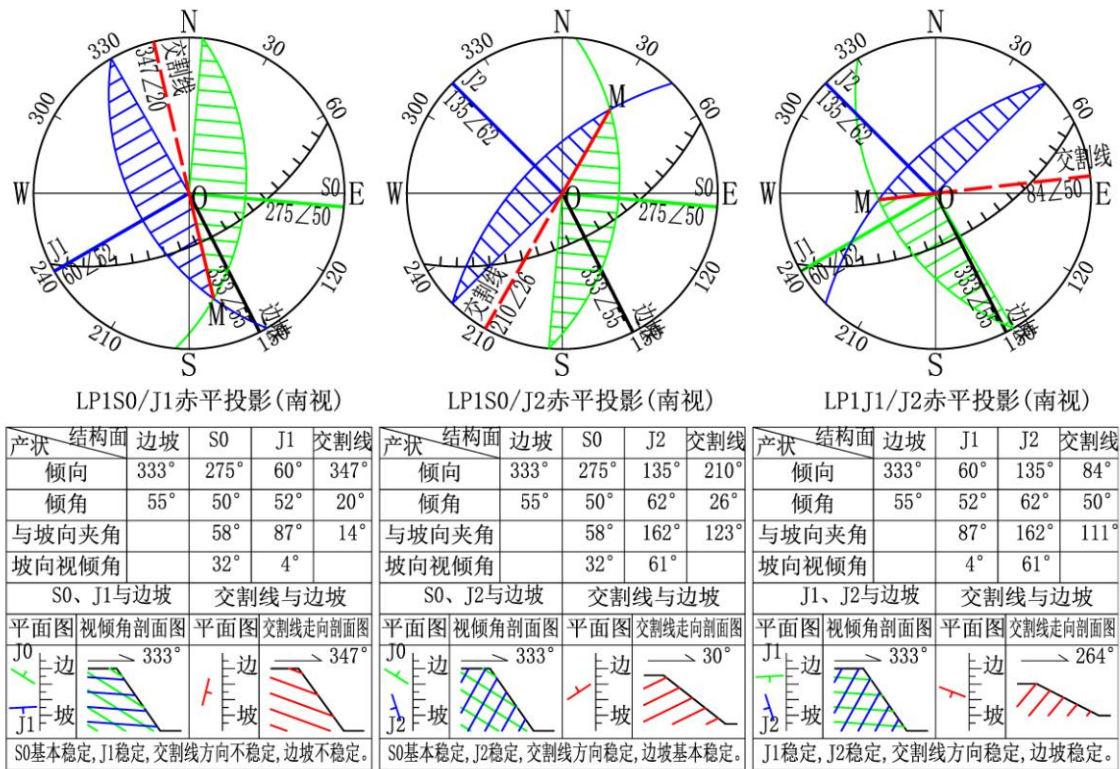 N
330
30
300
60
W
E
240
120
210
150
S
交割线
347∠20
O
S0
275∠50
J1
60∠52
333∠55
边坡
M
N
330
30
300
60
W
E
240
120
210
150
S
J2
135∠62
M
O
S0
275∠50
交割线
210∠26
333∠55
边坡
N
330
30
300
60
W
E
240
120
210
150
S
J2
135∠62
交割线
84∠50
M
O
J1
60∠52
333∠55
边坡
LP1S0/J1赤平投影(南视)
产状 结构面 边坡 S0 J1 交割线
倾向 333° 275° 60° 347°
倾角 55° 50° 52° 20°
与坡向夹角 58° 87° 14°
坡向视倾角 32° 4°
S0、J1与边坡 交割线与边坡
平面图 视倾角剖面图 平面图 交割线走向剖面图
J0 边 333° 347°
J1 坡
S0基本稳定,J1稳定,交割线方向不稳定,边坡不稳定。
LP1S0/J2赤平投影(南视)
产状 结构面 边坡 S0 J2 交割线
倾向 333° 275° 135° 210°
倾角 55° 50° 62° 26°
与坡向夹角 58° 162° 123°
坡向视倾角 32° 61°
S0、J2与边坡 交割线与边坡
平面图 视倾角剖面图 平面图 交割线走向剖面图
J0 边 333° 30°
J2 坡
S0基本稳定,J2稳定,交割线方向稳定,边坡基本稳定。
LP1J1/J2赤平投影(南视)
产状 结构面 边坡 J1 J2 交割线
倾向 333° 60° 135° 84°
倾角 55° 52° 62° 50°
与坡向夹角 87° 162° 111°
坡向视倾角 4° 61°
J1、J2与边坡 交割线与边坡
平面图 视倾角剖面图 平面图 交割线走向剖面图
J1 边 333° 264°
J2 坡
J1稳定,J2稳定,交割线方向稳定,边坡稳定。